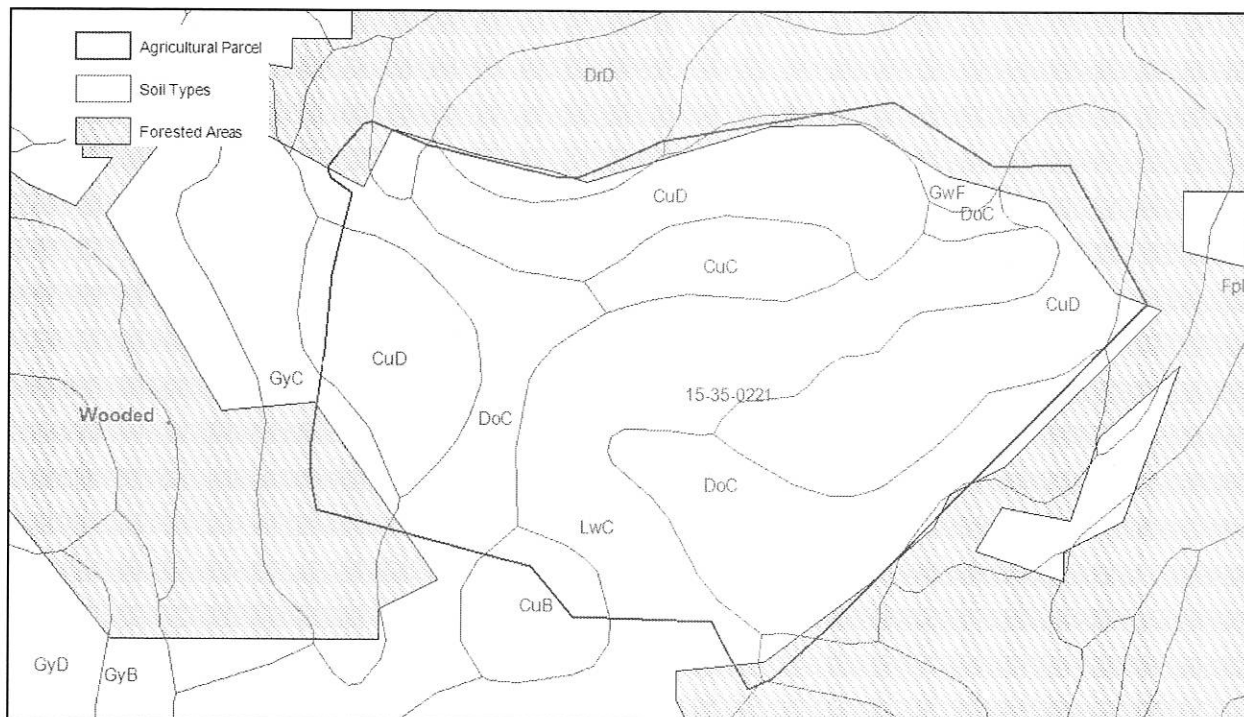 Agricultural Parcel
Soil Types
Forested Areas
DrD
CuD
GwF
DoC
CuC
CuD
CuD
GyC
15-35-0221
Wooded
DoC
DoC
LwC
CuB
GyD
GyB